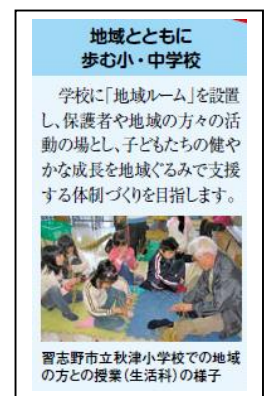 地域とともに
歩む小・中学校
学校に「地域ルーム」を設置
し、保護者や地域の方々の活
動の場とし、子どもたちの健や
かな成長を地域ぐるみで支援
する体制づくりを目指します。
習志野市立秋津小学校での地域
の方との授業(生活科)の様子